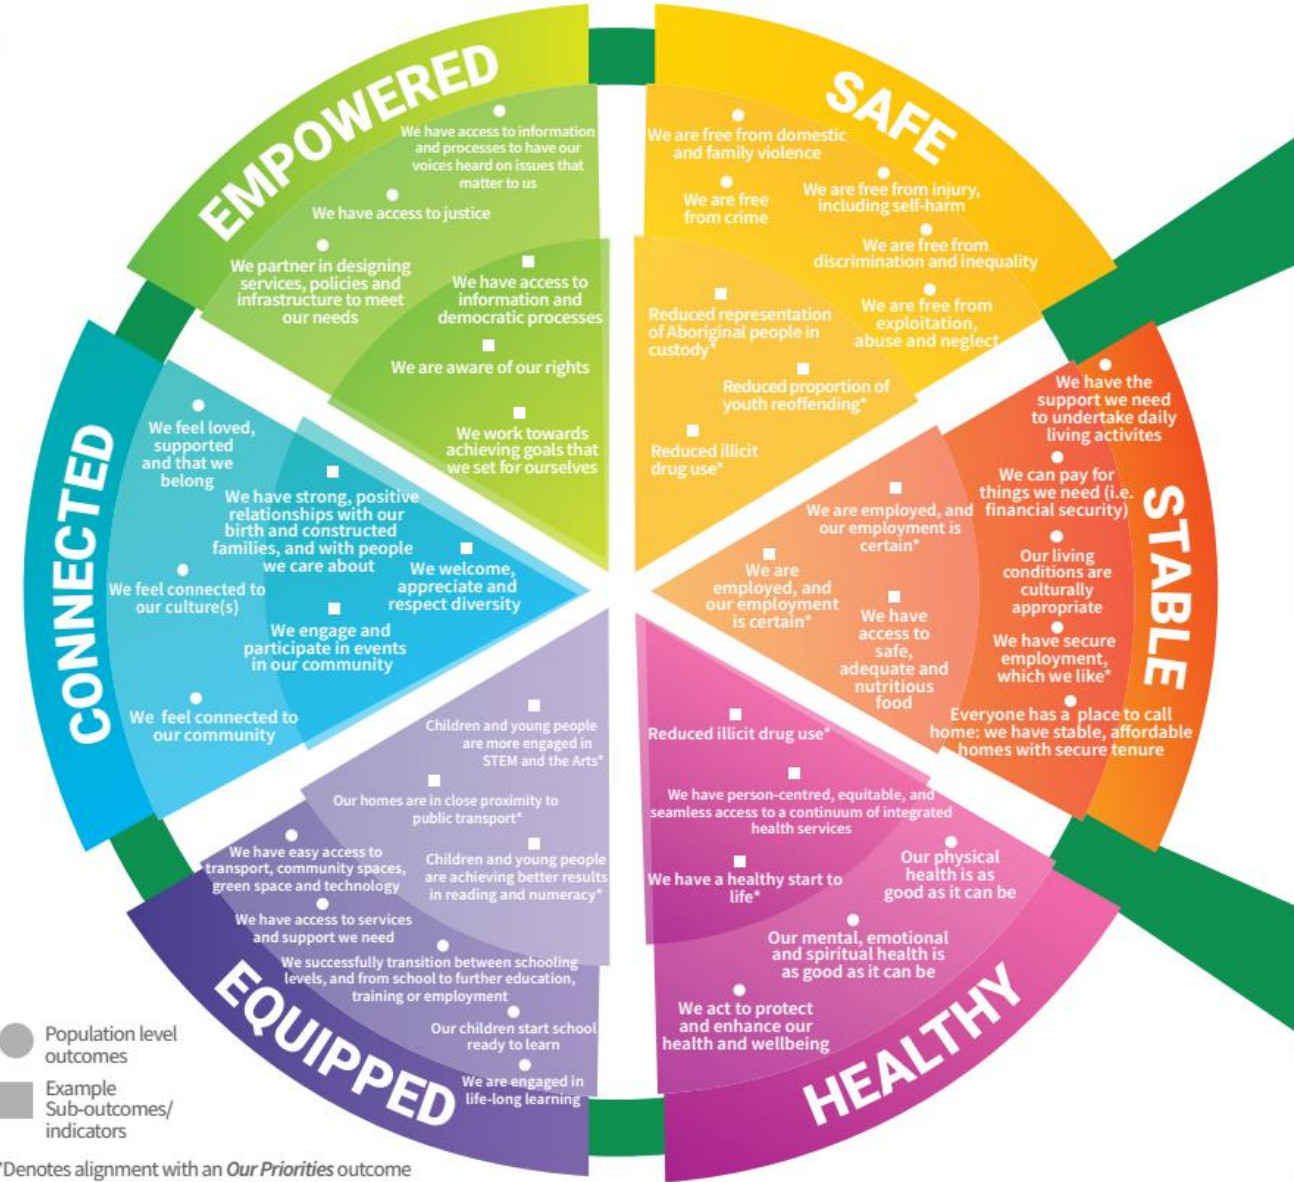 EMPOWERED
We have access to information
and processes to have our
voices heard on issues that
matter to us
We have access to justice
We partner in designing
services, policies and
infrastructure to meet
our needs
We have access to
information and
democratic processes
We are aware of our rights
We work towards
achieving goals that
we set for ourselves
SAFE
We are free from domestic
and family violence
We are free
from crime
We are free from injury,
including self-harm
We are free from
discrimination and inequality
We are free from
exploitation,
abuse and neglect
Reduced representation
of Aboriginal people in
custody*
Reduced proportion of
youth reoffending*
Reduced illicit
drug use*
STABLE
We have the
support we need
to undertake daily
living activites
We can pay for
things we need (i.e.
financial security)
Our living
conditions are
culturally
appropriate
We have secure
employment,
which we like*
Everyone has a place to call
home: we have stable, affordable
homes with secure tenure
We are employed, and
our employment is
certain*
We are
employed, and
our employment
is certain*
We have
access to
safe,
adequate and
nutritious
food
HEALTHY
Reduced illicit drug use*
We have person-centred, equitable, and
seamless access to a continuum of integrated
health services
We have a healthy start to
life*
Our physical
health is as
good as it can be
Our mental, emotional
and spiritual health is
as good as it can be
We act to protect
and enhance our
health and wellbeing
EQUIPPED
Children and young people
are more engaged in
STEM and the Arts*
Our homes are in close proximity to
public transport*
Children and young people
are achieving better results
in reading and numeracy*
We have easy access to
transport, community spaces,
green space and technology
We have access to services
and support we need
We successfully transition between schooling
levels, and from school to further education,
training or employment
Our children start school
ready to learn
We are engaged in
life-long learning
CONNECTED
We feel loved,
supported
and that we
belong
We feel connected to
our culture(s)
We feel connected to
our community
We have strong, positive
relationships with our
birth and constructed
families, and with people
we care about
We welcome,
appreciate and
respect diversity
We engage and
participate in events
in our community
Population level
outcomes
Example
Sub-outcomes/
indicators
*Denotes alignment with an Our Priorities outcome